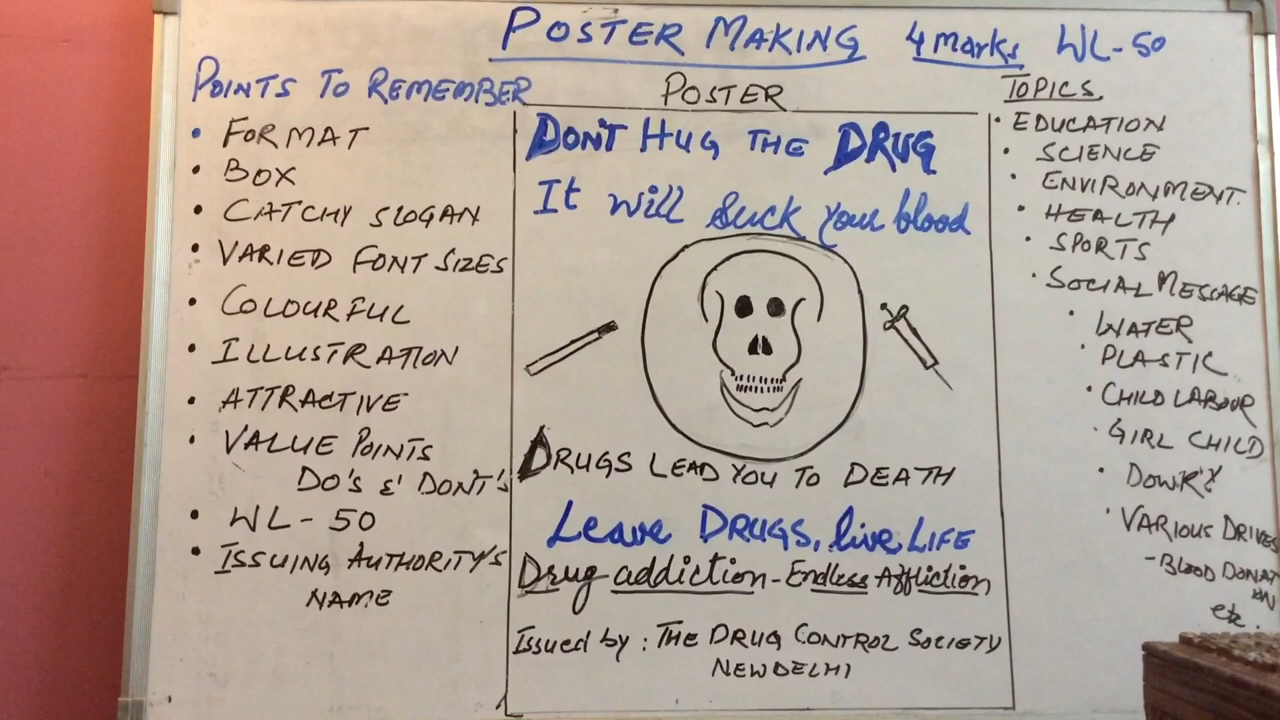 POSTER MAKING 4 marks WL-50
POINTS TO REMEMBER
• FORMAT
• BOX
• CATCHY SLOGAN
• VARIED FONT SIZES
• COLOURFUL
• ILLUSTRATION
• ATTRACTIVE
• VALUE POINTS
DO'S & DONT'S
• WL-50
• ISSUING AUTHORITY'S
NAME
POSTER
DON'T HUG THE DRUG
It will suck your blood
DRUGS LEAD YOU TO DEATH
Leave DRUGS, live LIFE
Drug addiction - Endless Affliction
Issued by: THE DRUG CONTROL SOCIETY
NEW DELHI
TOPICS
• EDUCATION
• SCIENCE
• ENVIRONMENT.
• HEALTH
• SPORTS
• SOCIAL MESSAGE
• WATER
• PLASTIC
• CHILD LABOUR
• GIRL CHILD
• DOWRY
• VARIOUS DRIVES
- BLOOD DONATI
ON
etc.